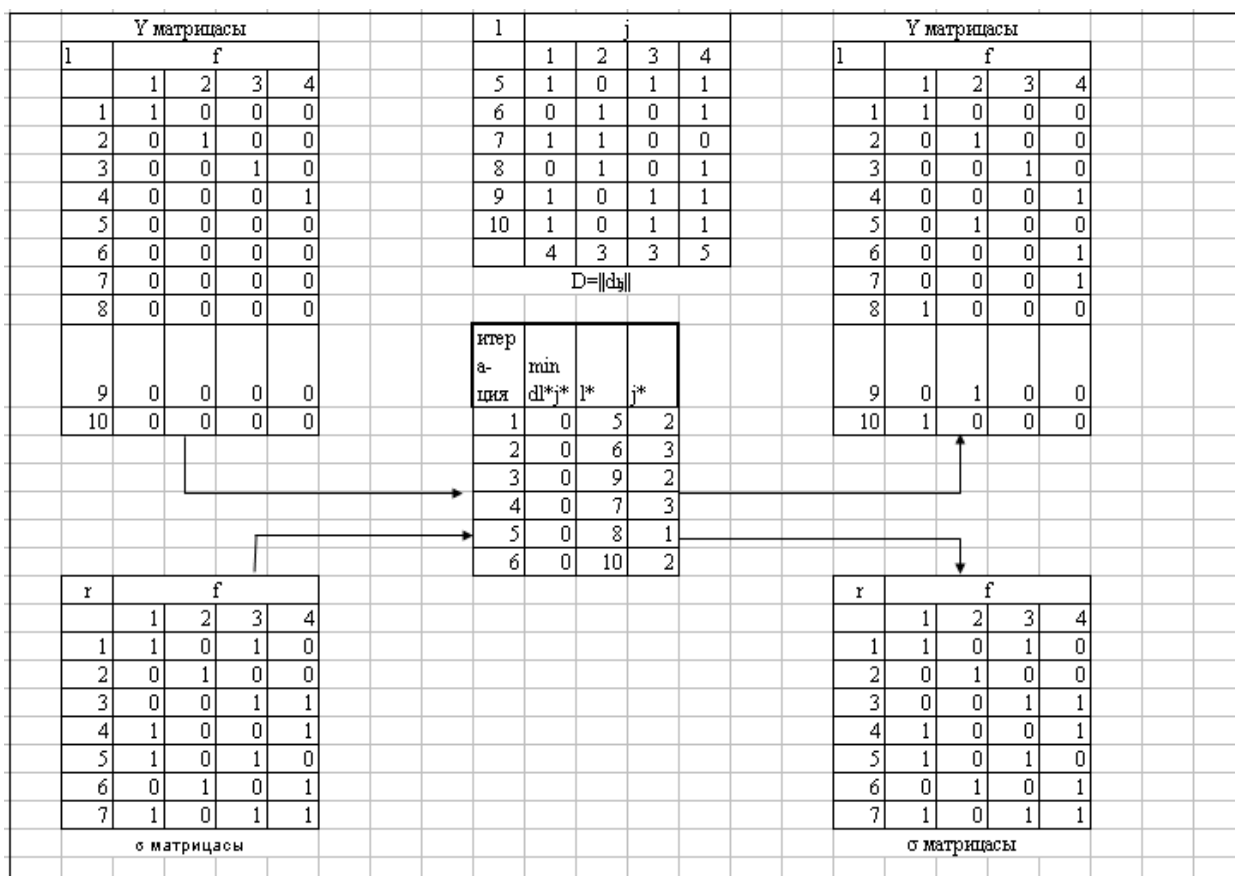 Y матрицасы
l f
1 2 3 4
1 1 0 0 0
2 0 1 0 0
3 0 0 1 0
4 0 0 0 1
5 0 0 0 0
6 0 0 0 0
7 0 0 0 0
8 0 0 0 0
9 0 0 0 0
10 0 0 0 0
l j
1 2 3 4
5 1 0 1 1
6 0 1 0 1
7 1 1 0 0
8 0 1 0 1
9 1 0 1 1
10 1 0 1 1
4 3 3 5
D=||dlj||
итер
а- min
ция dl*j* l* j*
1 0 5 2
2 0 6 3
3 0 9 2
4 0 7 3
5 0 8 1
6 0 10 2
Y матрицасы
l f
1 2 3 4
1 1 0 0 0
2 0 1 0 0
3 0 0 1 0
4 0 0 0 1
5 0 1 0 0
6 0 0 0 1
7 0 0 0 1
8 1 0 0 0
9 0 1 0 0
10 1 0 0 0
r f
1 2 3 4
1 1 0 1 0
2 0 1 0 0
3 0 0 1 1
4 1 0 0 1
5 1 0 1 0
6 0 1 0 1
7 1 0 1 1
σ матрицасы
r f
1 2 3 4
1 1 0 1 0
2 0 1 0 0
3 0 0 1 1
4 1 0 0 1
5 1 0 1 0
6 0 1 0 1
7 1 0 1 1
σ матрицасы